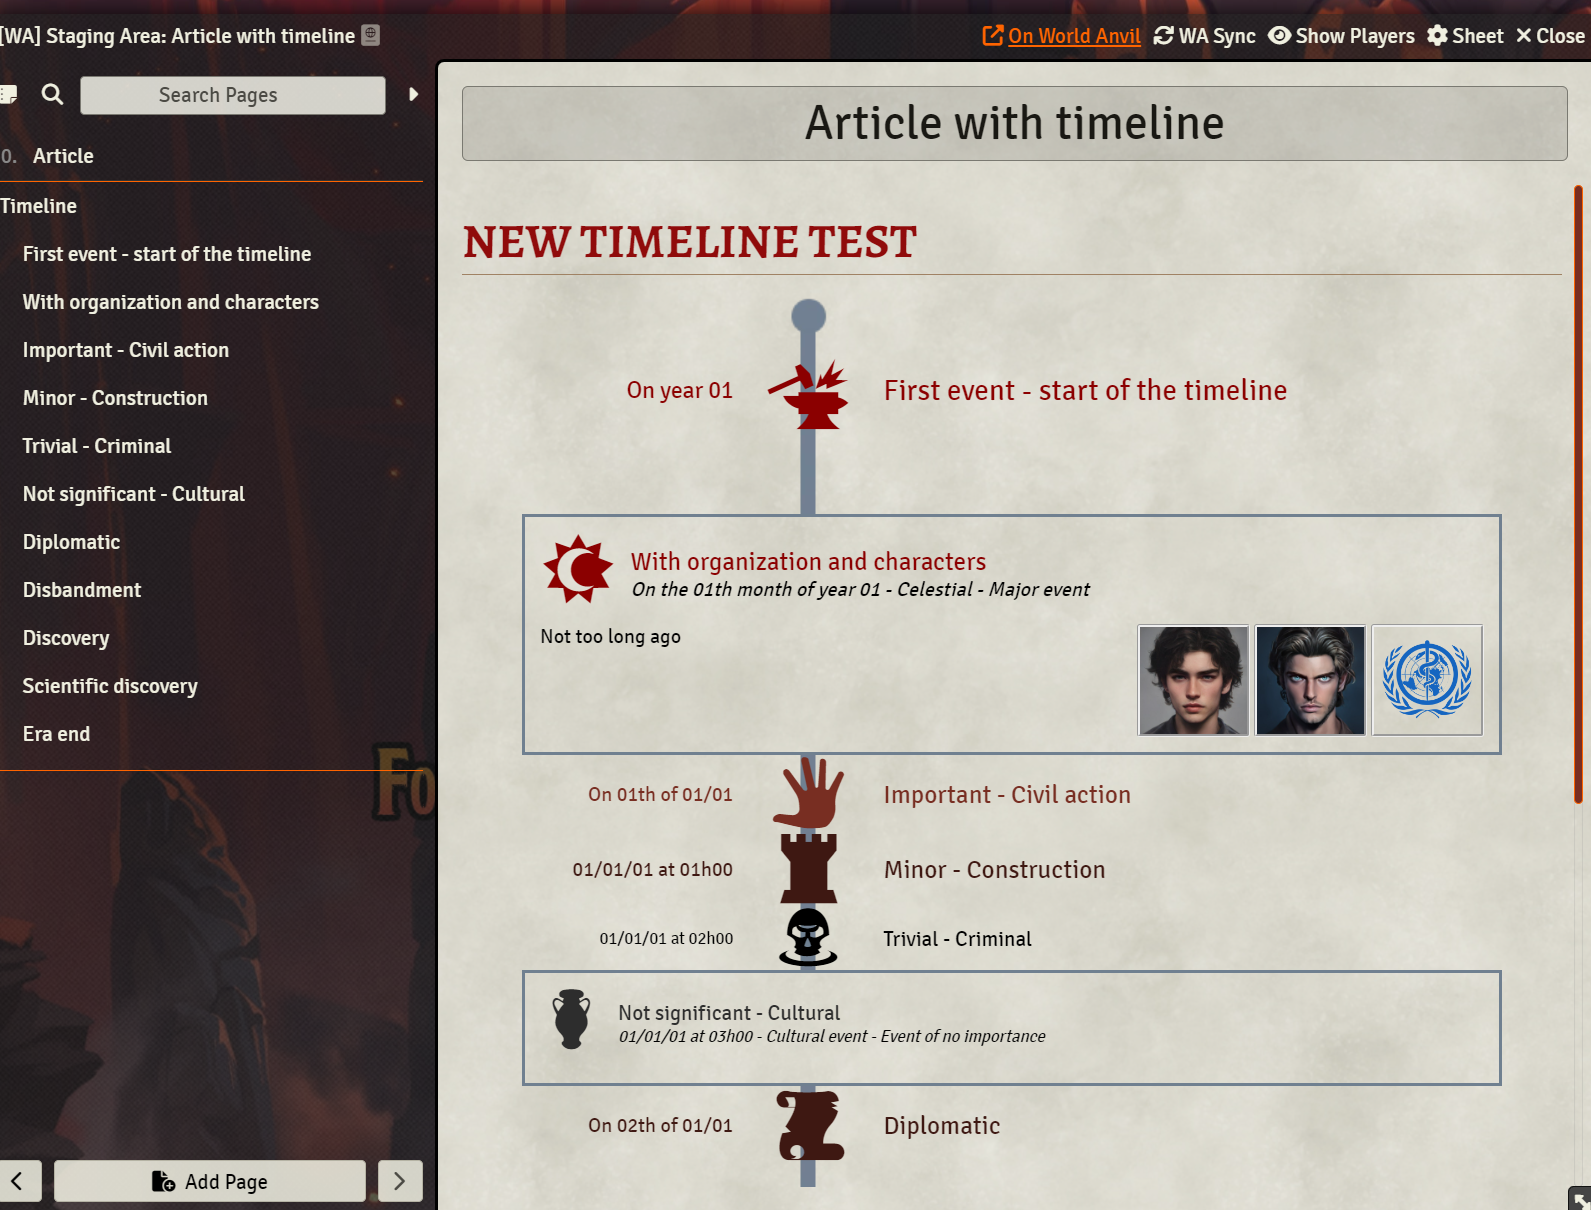 [WA] Staging Area: Article with timeline
On World Anvil WA Sync Show Players Sheet Close
Search Pages
0. Article
Timeline
First event - start of the timeline
With organization and characters
Important - Civil action
Minor - Construction
Trivial - Criminal
Not significant - Cultural
Diplomatic
Disbandment
Discovery
Scientific discovery
Era end
Fo
Add Page
Article with timeline
NEW TIMELINE TEST
On year 01 First event - start of the timeline
With organization and characters
On the 01th month of year 01 - Celestial - Major event
Not too long ago
On 01th of 01/01 Important - Civil action
01/01/01 at 01h00 Minor - Construction
01/01/01 at 02h00 Trivial - Criminal
Not significant - Cultural
01/01/01 at 03h00 - Cultural event - Event of no importance
On 02th of 01/01 Diplomatic